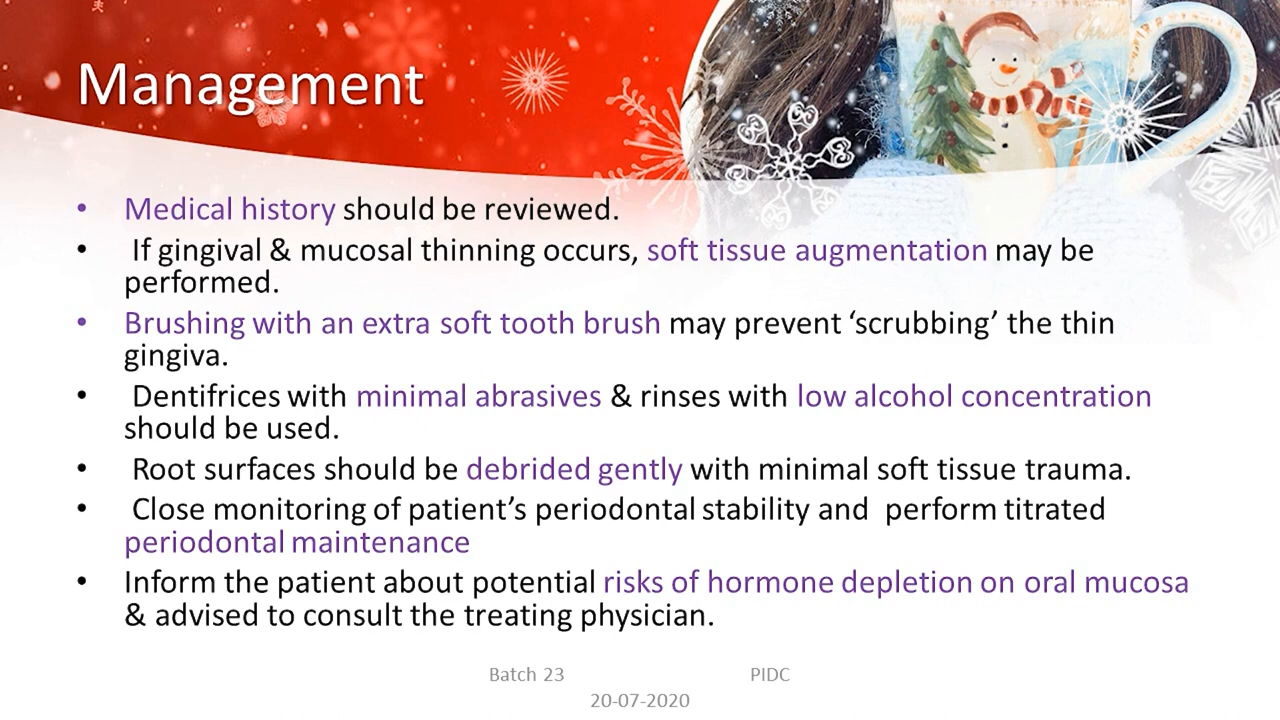 Management
• Medical history should be reviewed.
• If gingival & mucosal thinning occurs, soft tissue augmentation may be
performed.
• Brushing with an extra soft tooth brush may prevent ‘scrubbing’ the thin
gingiva.
• Dentifrices with minimal abrasives & rinses with low alcohol concentration
should be used.
• Root surfaces should be debrided gently with minimal soft tissue trauma.
• Close monitoring of patient’s periodontal stability and  perform titrated
periodontal maintenance
• Inform the patient about potential risks of hormone depletion on oral mucosa
& advised to consult the treating physician.
Batch 23 PIDC
20-07-2020